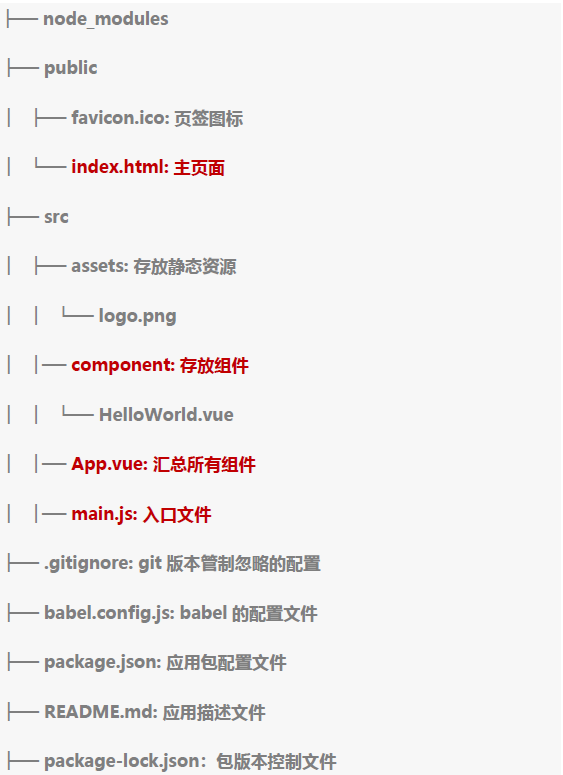 ├── node_modules
├── public
│   ├── favicon.ico: 页签图标
│   └── index.html: 主页面
├── src
│   ├── assets: 存放静态资源
│   │   └── logo.png
│   │── component: 存放组件
│   │   └── HelloWorld.vue
│   │── App.vue: 汇总所有组件
│   │── main.js: 入口文件
├── .gitignore: git 版本管制忽略的配置
├── babel.config.js: babel 的配置文件
├── package.json: 应用包配置文件
├── README.md: 应用描述文件
├── package-lock.json：包版本控制文件